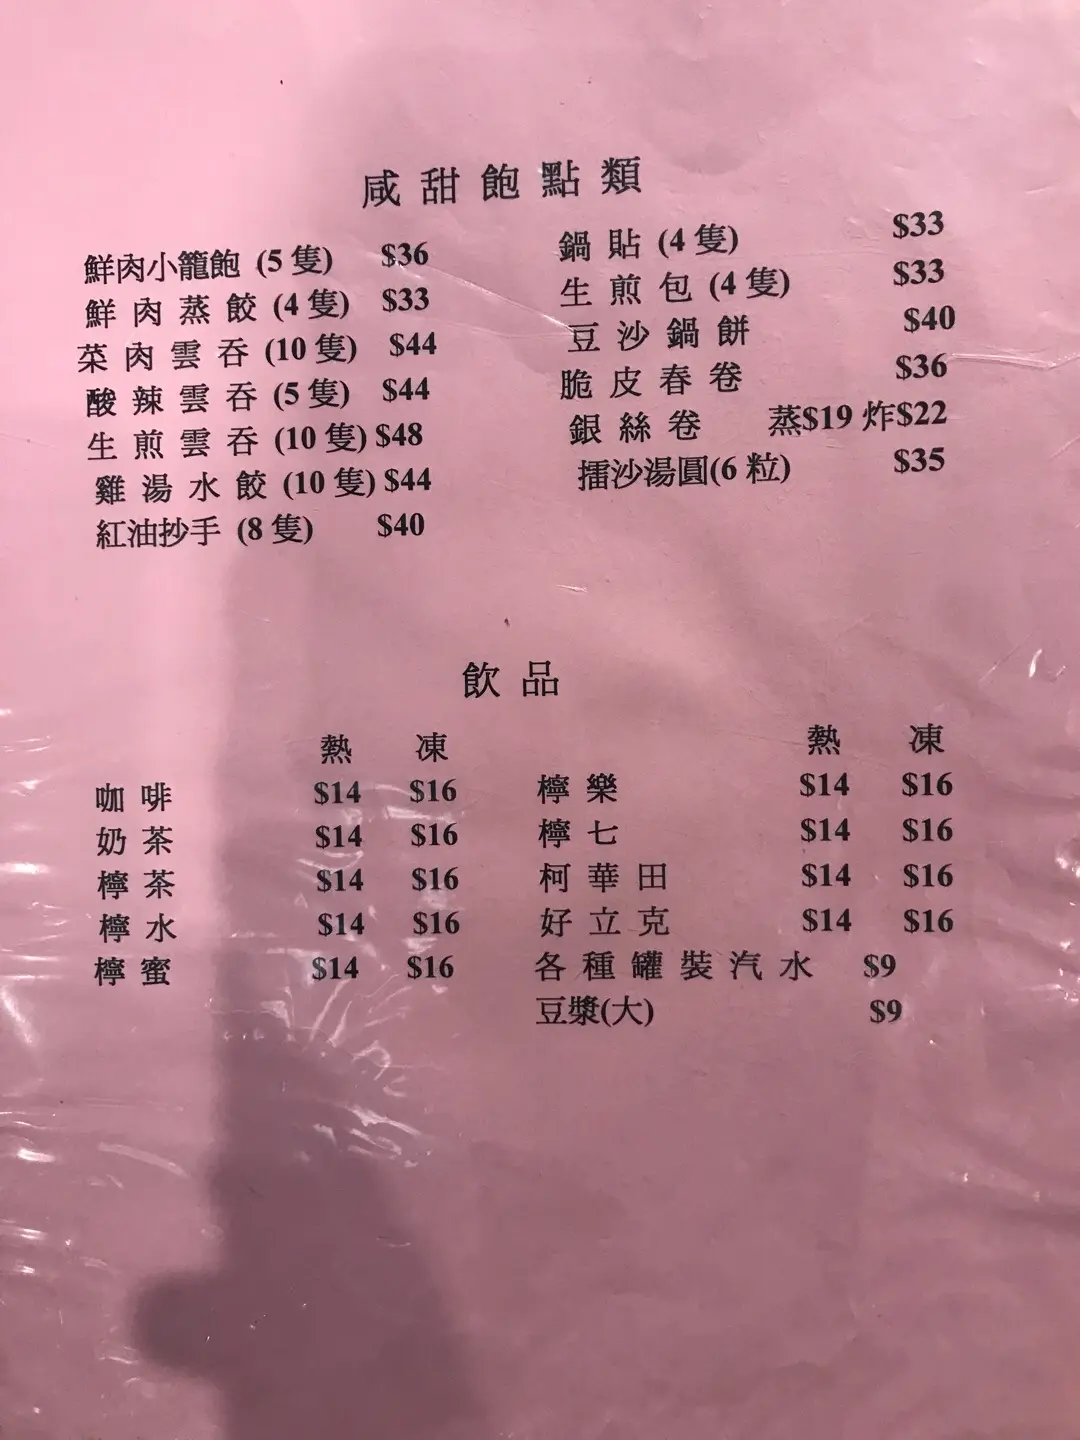 咸甜飽點類
鮮肉小籠飽 (5 隻) $36
鮮肉蒸餃 (4 隻) $33
菜肉雲吞 (10 隻) $44
酸辣雲吞 (5 隻) $44
生煎雲吞 (10 隻) $48
雞湯水餃 (10 隻) $44
紅油抄手 (8 隻) $40
鍋貼 (4 隻) $33
生煎包 (4 隻) $33
豆沙鍋餅 $40
脆皮春卷 $36
銀絲卷 蒸$19 炸$22
擂沙湯圓(6 粒) $35
飲品
熱 凍
咖啡 $14 $16
奶茶 $14 $16
檸茶 $14 $16
檸水 $14 $16
檸蜜 $14 $16
熱 凍
檸樂 $14 $16
檸七 $14 $16
柯華田 $14 $16
好立克 $14 $16
各種罐裝汽水 $9
豆漿(大) $9